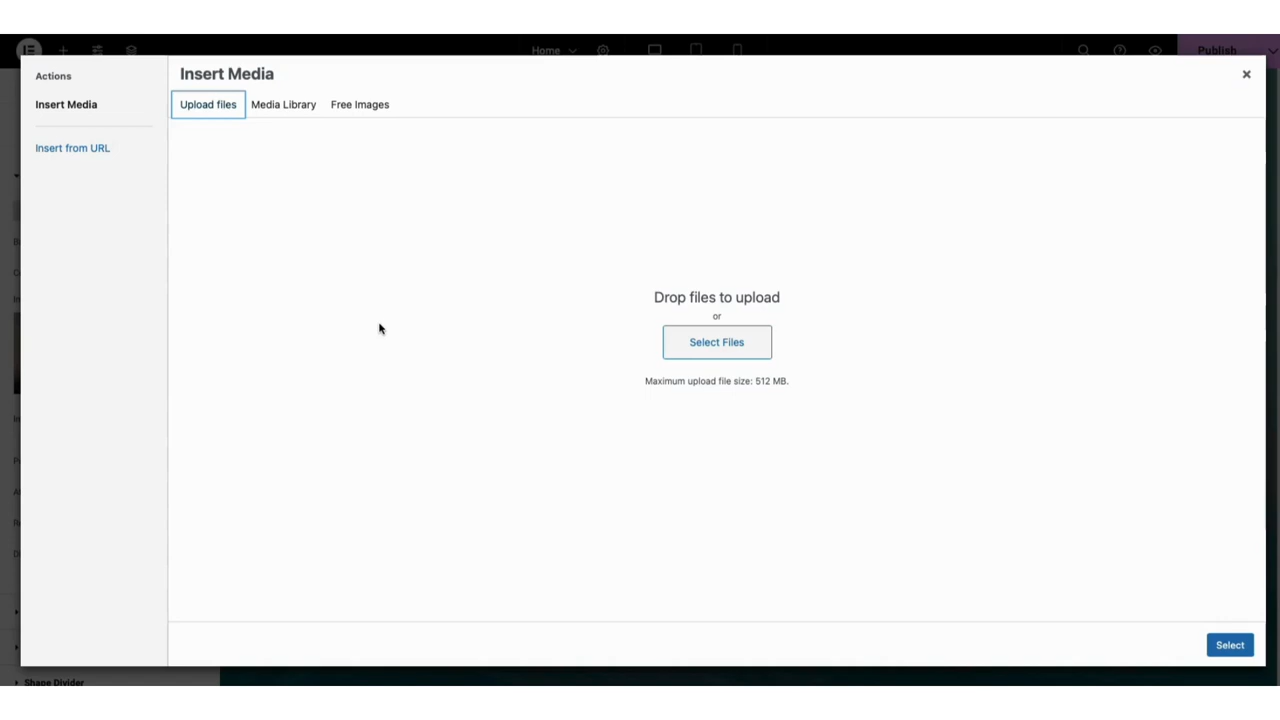 Home
Publish
Actions
Insert Media
Insert from URL
Insert Media
Upload files Media Library Free Images
Drop files to upload
or
Select Files
Maximum upload file size: 512 MB.
Select
Shape Divider